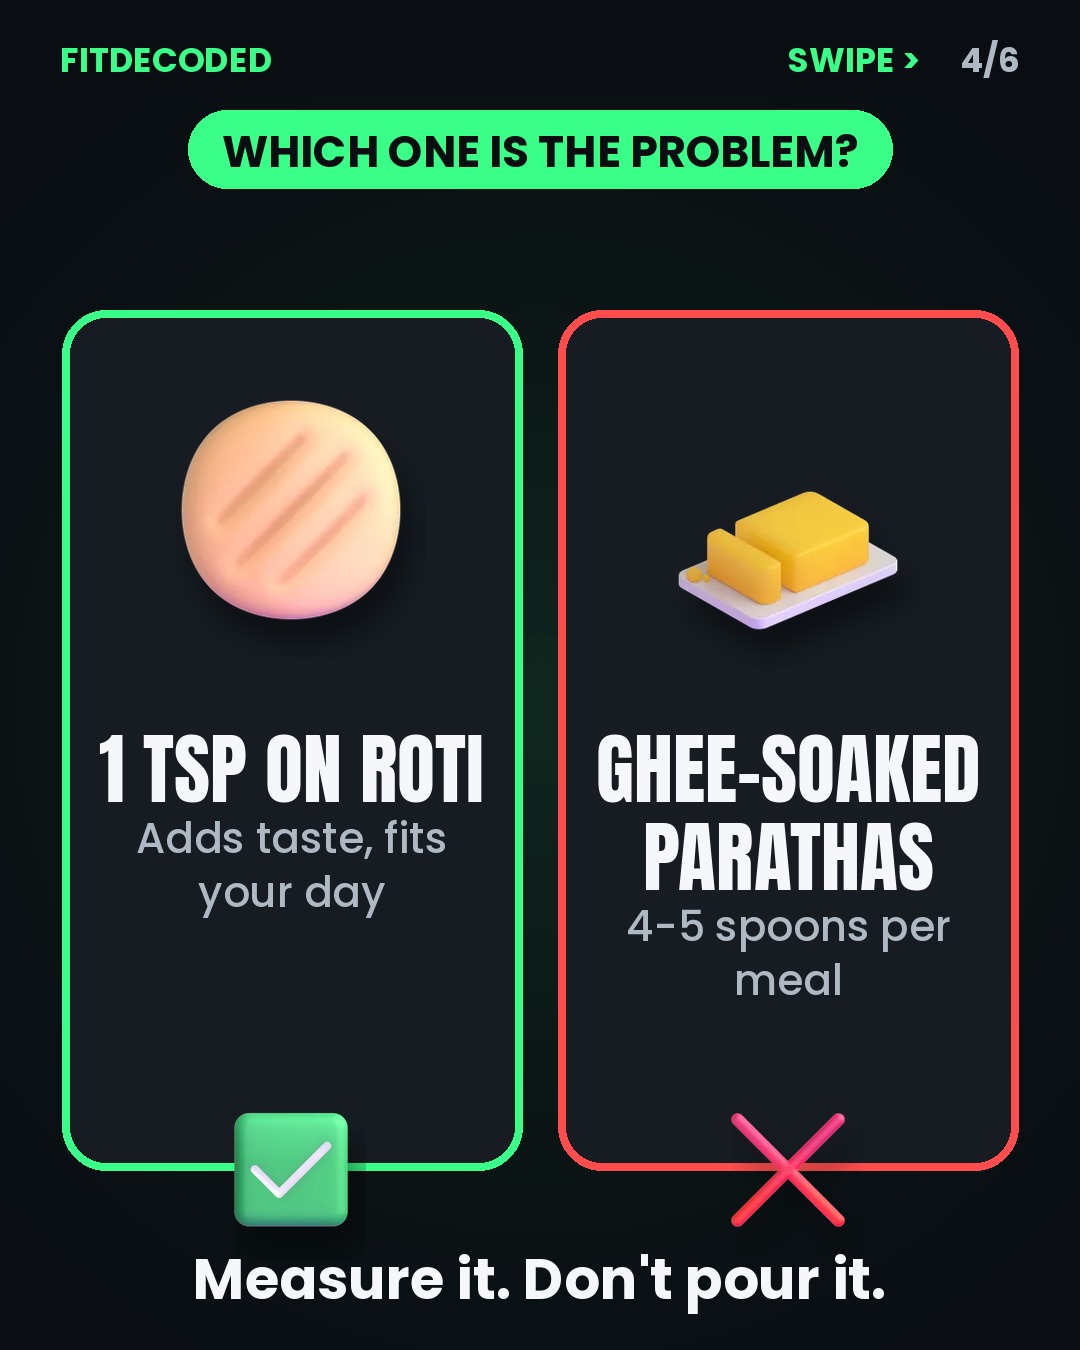 FITDECODED
SWIPE > 4/6
WHICH ONE IS THE PROBLEM?
1 TSP ON ROTI
Adds taste, fits
your day
GHEE-SOAKED
PARATHAS
4-5 spoons per
meal
Measure it. Don't pour it.